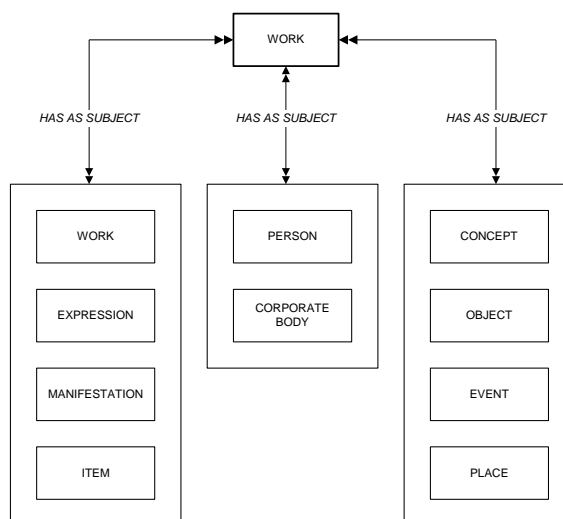 WORK
HAS AS SUBJECT
HAS AS SUBJECT
HAS AS SUBJECT
WORK
EXPRESSION
MANIFESTATION
ITEM
PERSON
CORPORATE
BODY
CONCEPT
OBJECT
EVENT
PLACE